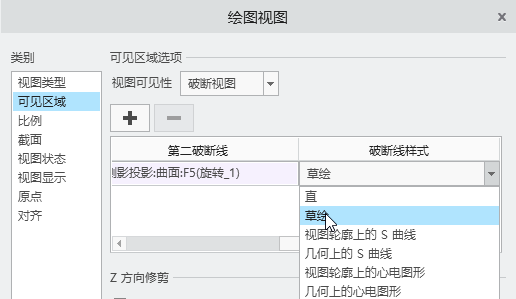 绘图视图
类别
视图类型
可见区域
比例
截面
视图状态
视图显示
原点
对齐
可见区域选项
视图可见性 破断视图
第二破断线 破断线样式
影投影:曲面:F5(旋转_1) 草绘
直
草绘
视图轮廓上的 S 曲线
几何上的 S 曲线
视图轮廓上的心电图形
几何上的心电图形
Z 方向修剪